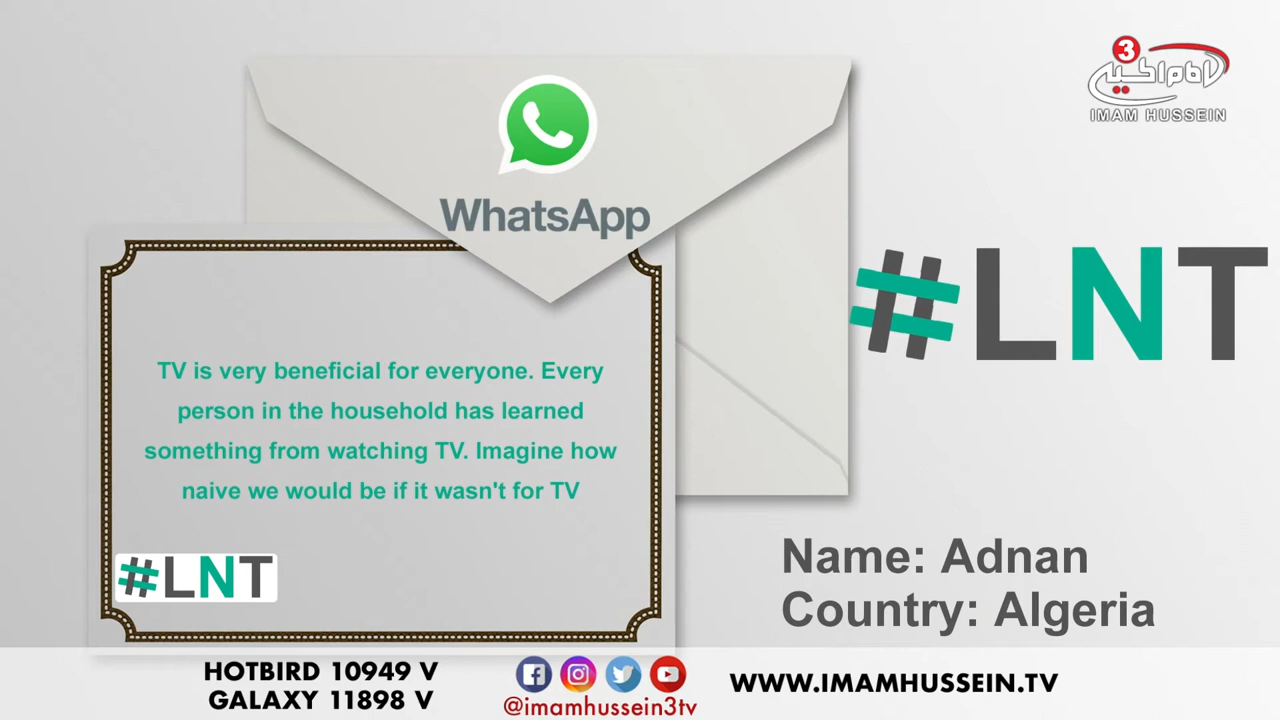 3
IMAM HUSSEIN
WhatsApp
#LNT
TV is very beneficial for everyone. Every
person in the household has learned
something from watching TV. Imagine how
naive we would be if it wasn't for TV
#LNT
Name: Adnan
Country: Algeria
HOTBIRD 10949 V
GALAXY 11898 V
@imamhussein3tv
WWW.IMAMHUSSEIN.TV